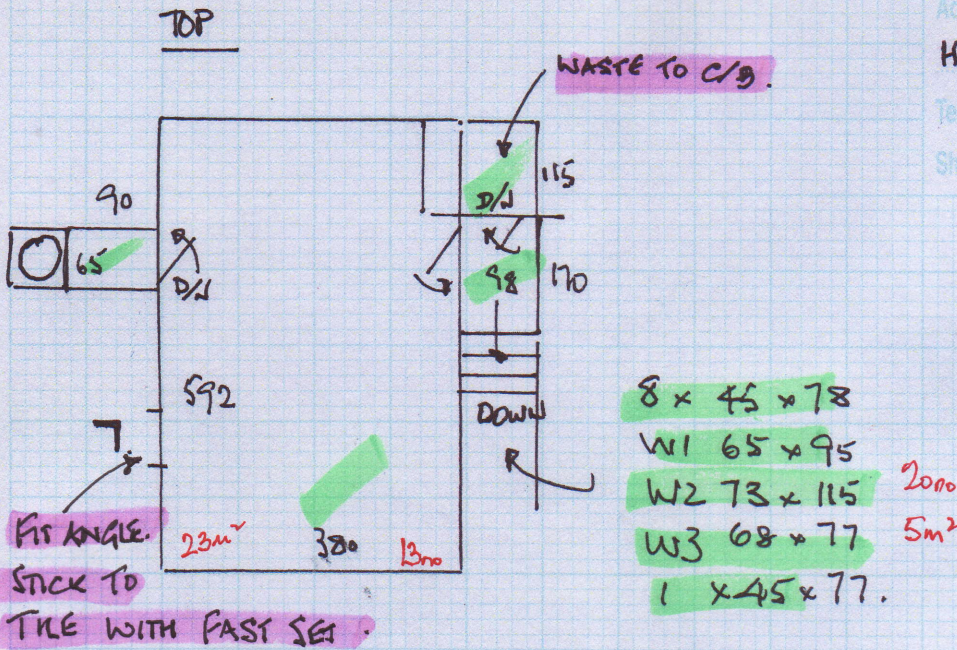 TOP
WASTE TO C/B.
H
Te
Sh
115
D/N
90
65
D/N
98
170
592
DOWN
FIT ANGLE.
STICK TO
TILE WITH FAST SET.
23m²
380
13no
8 x 45 x 78
W1 65 x 95
W2 73 x 115
W3 68 x 77
1 x 45 x 77.
20no
5m²